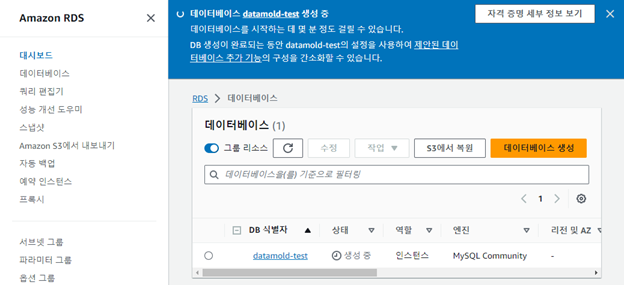 Amazon RDS
대시보드
데이터베이스
쿼리 편집기
성능 개선 도우미
스냅샷
Amazon S3에서 내보내기
자동 백업
예약 인스턴스
프록시
서브넷 그룹
파라미터 그룹
옵션 그룹
데이터베이스 datamold-test 생성 중
자격 증명 세부 정보 보기
데이터베이스를 시작하는 데 몇 분 정도 걸릴 수 있습니다.
DB 생성이 완료되는 동안 datamold-test의 설정을 사용하여 제안된 데이
터베이스 추가 기능의 구성을 간소화할 수 있습니다.
RDS > 데이터베이스
데이터베이스 (1)
그룹 리소스 수정 작업 S3에서 복원 데이터베이스 생성
데이터베이스을(를) 기준으로 필터링
1
DB 식별자 상태 역할 엔진 리전 및 AZ
datamold-test 생성 중 인스턴스 MySQL Community -